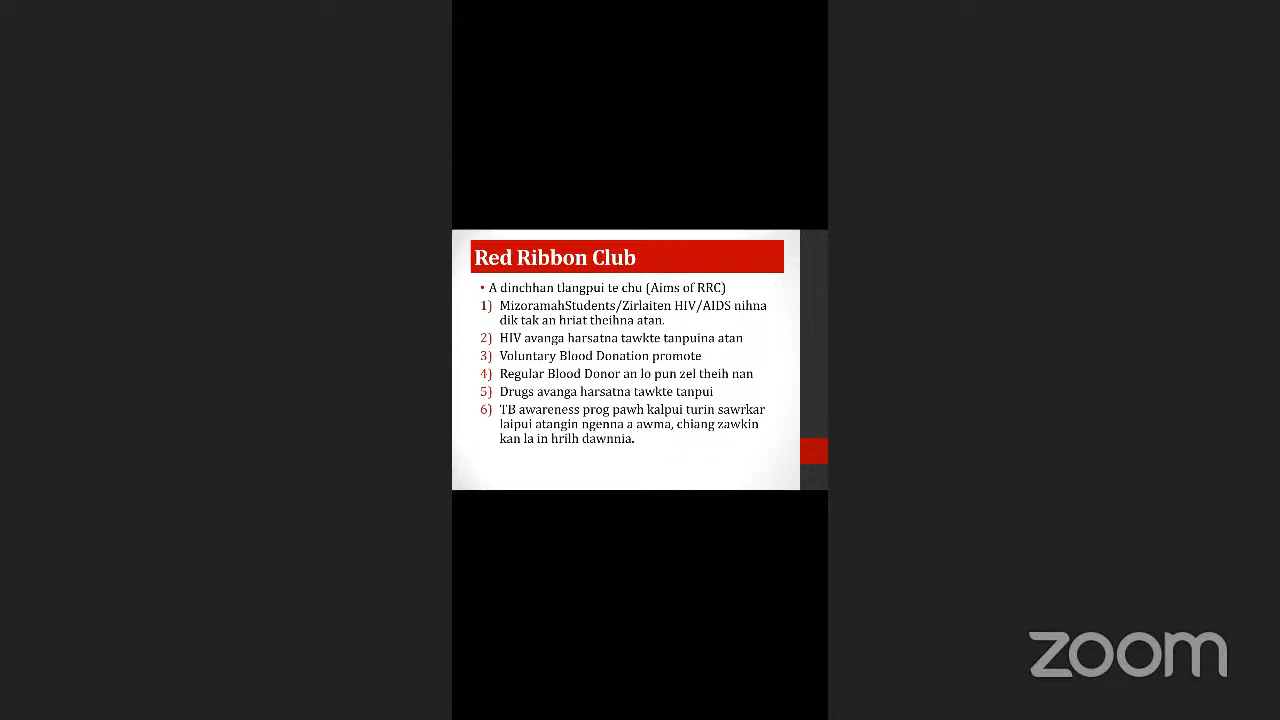 Red Ribbon Club
• A dinchhan tlangpui te chu (Aims of RRC)
1) MizoramahStudents/Zirlaiten HIV/AIDS nihna
dik tak an hriat theihna atan.
2) HIV avanga harsatna tawkte tanpuina atan
3) Voluntary Blood Donation promote
4) Regular Blood Donor an lo pun zel theih nan
5) Drugs avanga harsatna tawkte tanpui
6) TB awareness prog pawh kalpui turin sawrkar
laipui atangin ngenna a awma, chiang zawkin
kan la in hrilh dawnnia.
zoom